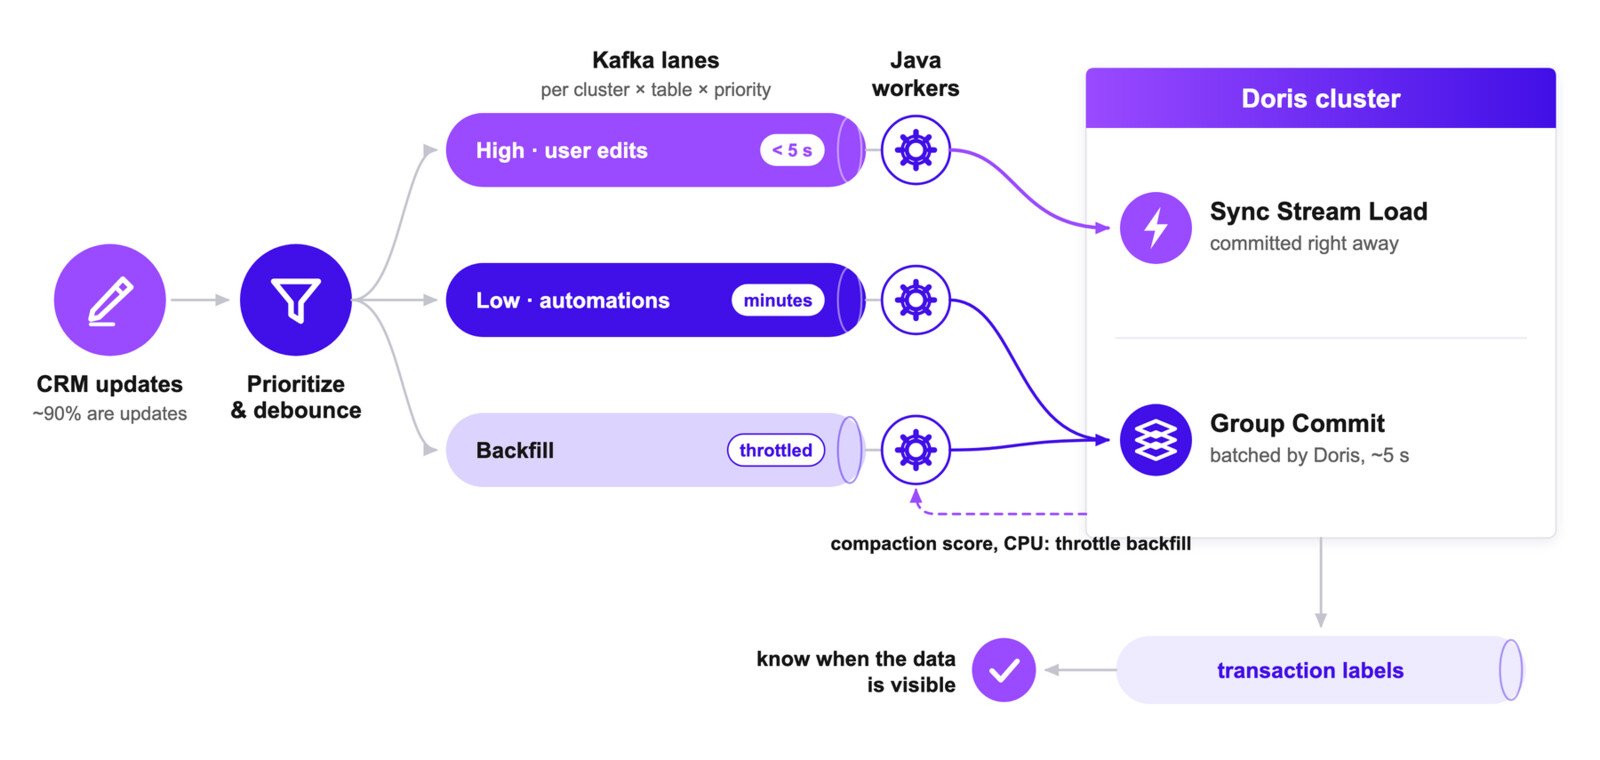 Kafka lanes
per cluster × table × priority
Java
workers
Doris cluster
High · user edits
< 5 s
Sync Stream Load
committed right away
Low · automations
minutes
CRM updates
~90% are updates
Prioritize
& debounce
Backfill
throttled
Group Commit
batched by Doris, ~5 s
compaction score, CPU: throttle backfill
know when the data
is visible
transaction labels